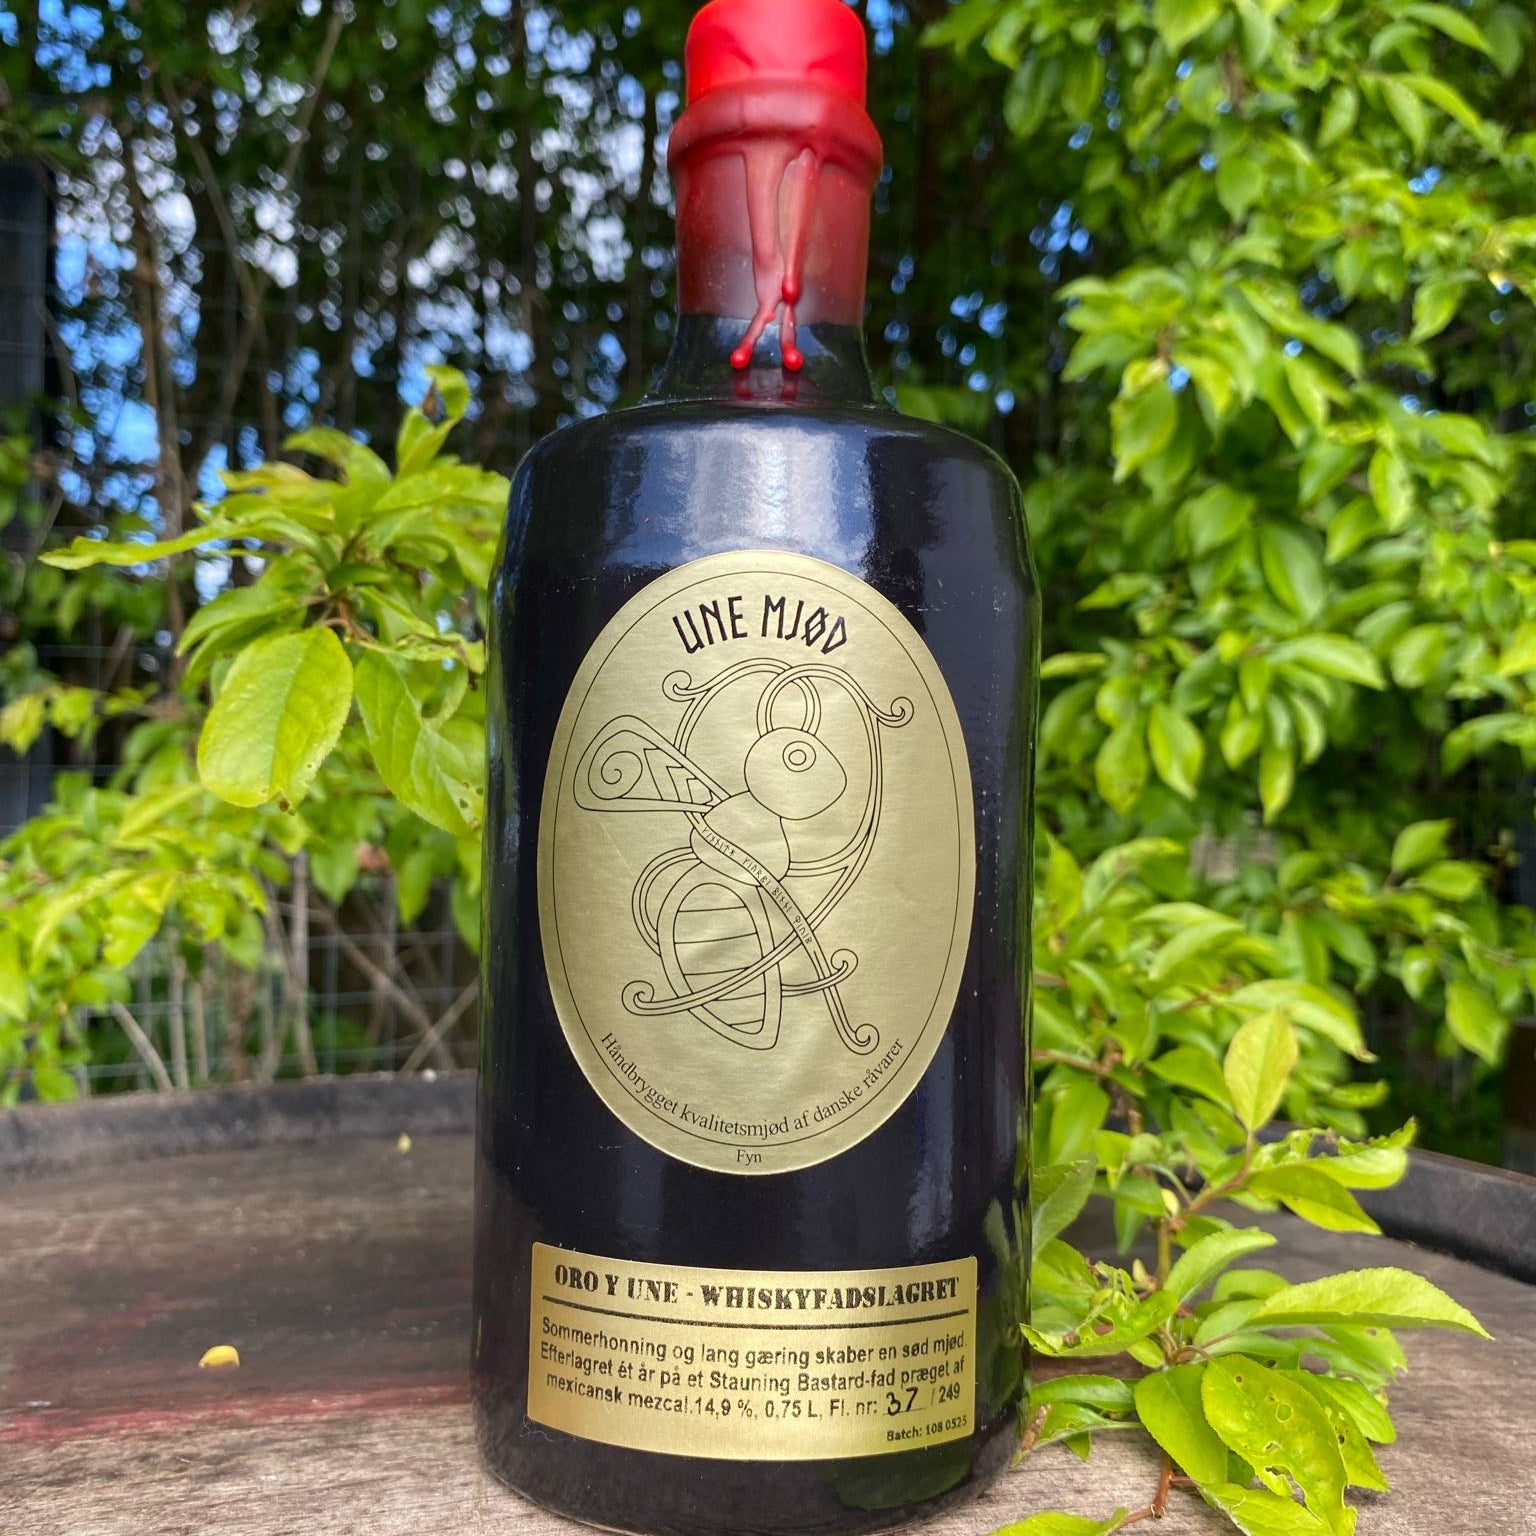 UNE MJØD
Håndbrygget kvalitetsmjød af danske råvarer
Fyn
ORO Y UNE - WHISKYFADSLAGRET
Sommerhonning og lang gæring skaber en sød mjød.
Efterlagret ét år på et Stauning Bastard-fad præget af
mexicansk mezcal.14,9 %, 0,75 L, Fl. nr: 37 / 249
Batch: 108 0525